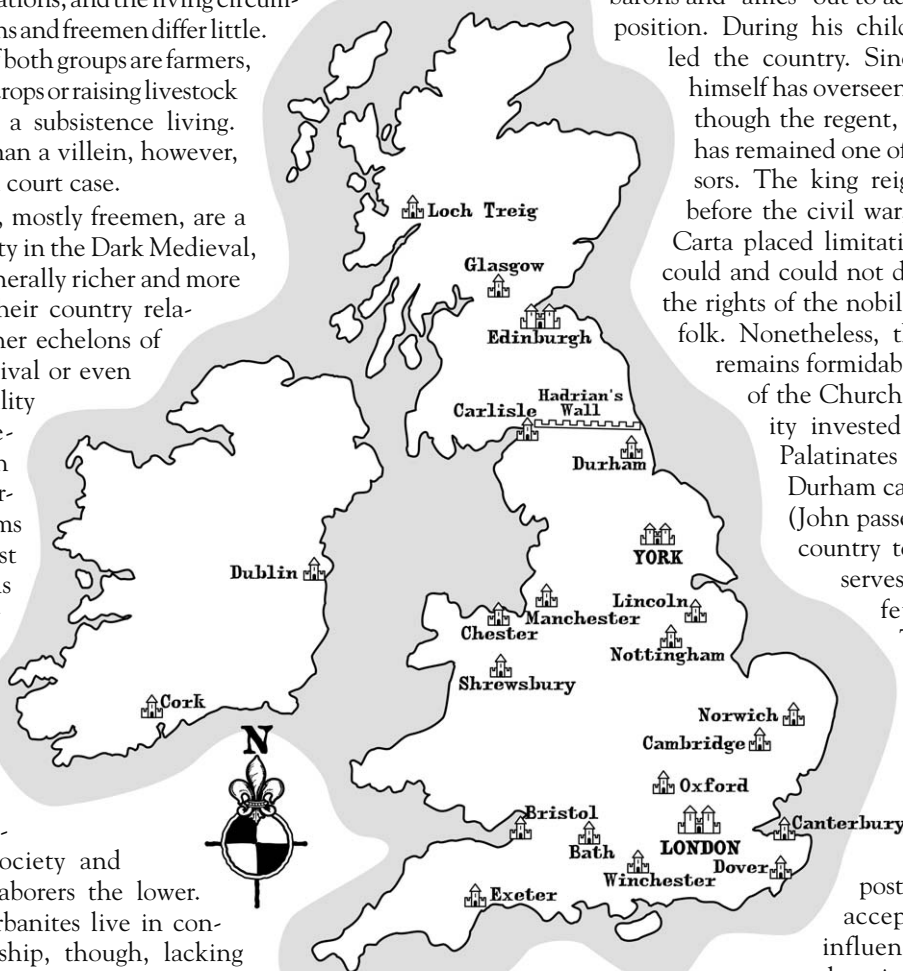 ations, and the living circum-
ns and freemen differ little.
both groups are farmers,
crops or raising livestock
a subsistence living.
han a villein, however,
court case.
, mostly freemen, are a
ty in the Dark Medieval,
nerally richer and more
heir country rela-
her echelons of
ival or even
lity
e-
n
r-
ms
st
s
-
ociety and
aborers the lower.
rbanites live in con-
ship, though, lacking
Loch Treig
Glasgow
Edinburgh
Hadrian's
Wall
Carlisle
Durham
YORK
Dublin
Manchester
Lincoln
Chester
Nottingham
Shrewsbury
Cork
Norwich
Cambridge
N
Oxford
Bristol
Canterbury
LONDON
Bath
Dover
Winchester
Exeter
position. During his child
led the country. Sinc
himself has overseen
though the regent,
has remained one of
sors. The king reig
before the civil war
Carta placed limitati
could and could not d
the rights of the nobil
folk. Nonetheless, th
remains formidab
of the Church
ity invested
Palatinates
Durham ca
(John passe
country to
serves
fe
T
post
accep
influen